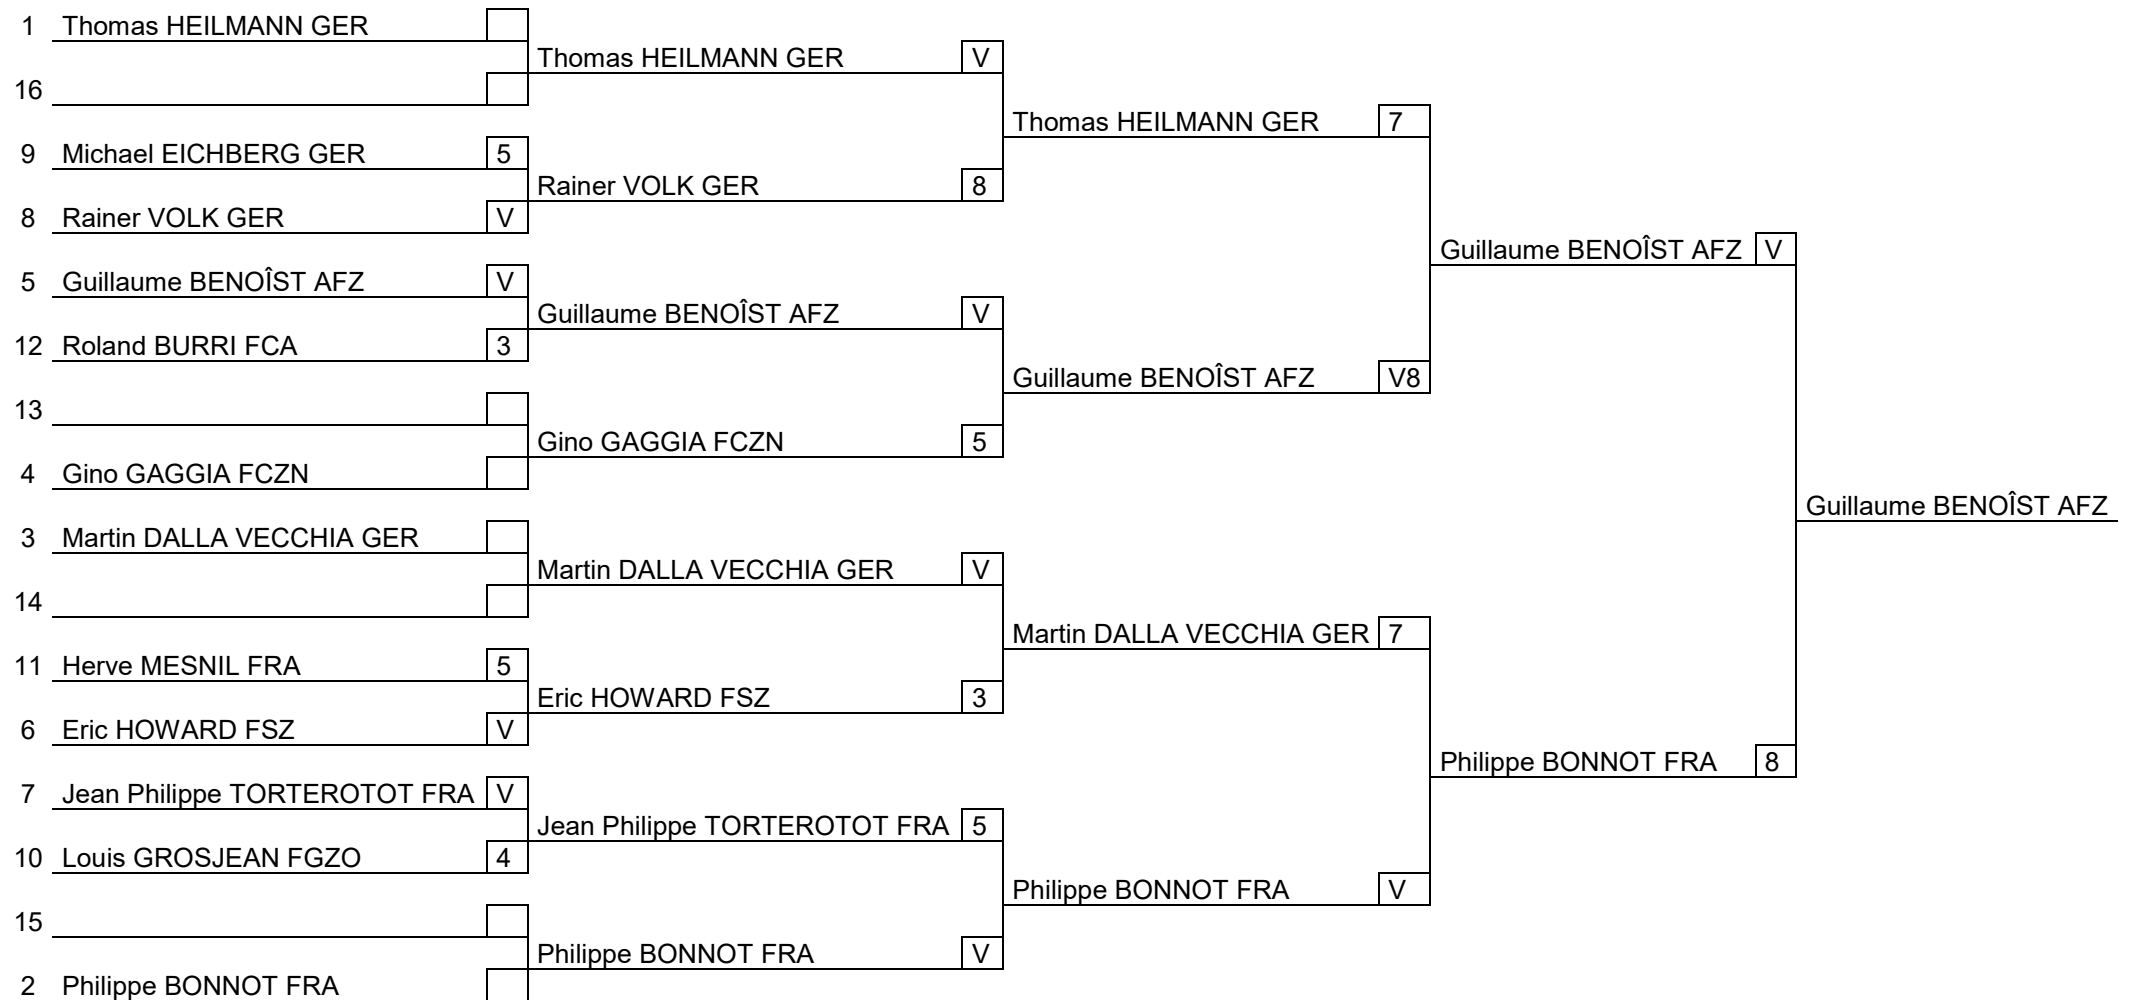 1 Thomas HEILMANN GER
Thomas HEILMANN GER V
16
Thomas HEILMANN GER 7
9 Michael EICHBERG GER 5
Rainer VOLK GER 8
8 Rainer VOLK GER V
Guillaume BENOÎST AFZ V
5 Guillaume BENOÎST AFZ V
Guillaume BENOÎST AFZ V
12 Roland BURRI FCA 3
Guillaume BENOÎST AFZ V8
13
Gino GAGGIA FCZN 5
4 Gino GAGGIA FCZN
Guillaume BENOÎST AFZ
3 Martin DALLA VECCHIA GER
Martin DALLA VECCHIA GER V
14
Martin DALLA VECCHIA GER 7
11 Herve MESNIL FRA 5
Eric HOWARD FSZ 3
6 Eric HOWARD FSZ V
Philippe BONNOT FRA 8
7 Jean Philippe TORTEROTOT FRA V
Jean Philippe TORTEROTOT FRA 5
10 Louis GROSJEAN FGZO 4
Philippe BONNOT FRA V
15
Philippe BONNOT FRA V
2 Philippe BONNOT FRA